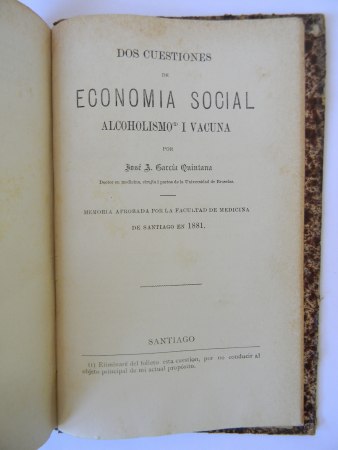 DOS CUESTIONES
DE
ECONOMIA SOCIAL
ALCOHOLISMO(1) I VACUNA
POR
José A. García Quintana
Doctor en medicina, cirujía i partos de la Universidad de Bruselas.
MEMORIA APROBADA POR LA FACULTAD DE MEDICINA
DE SANTIAGO EN 1881.
SANTIAGO
(1) Eliminaré del folleto esta cuestion, por no conducir al
objeto principal de mi actual propósito.